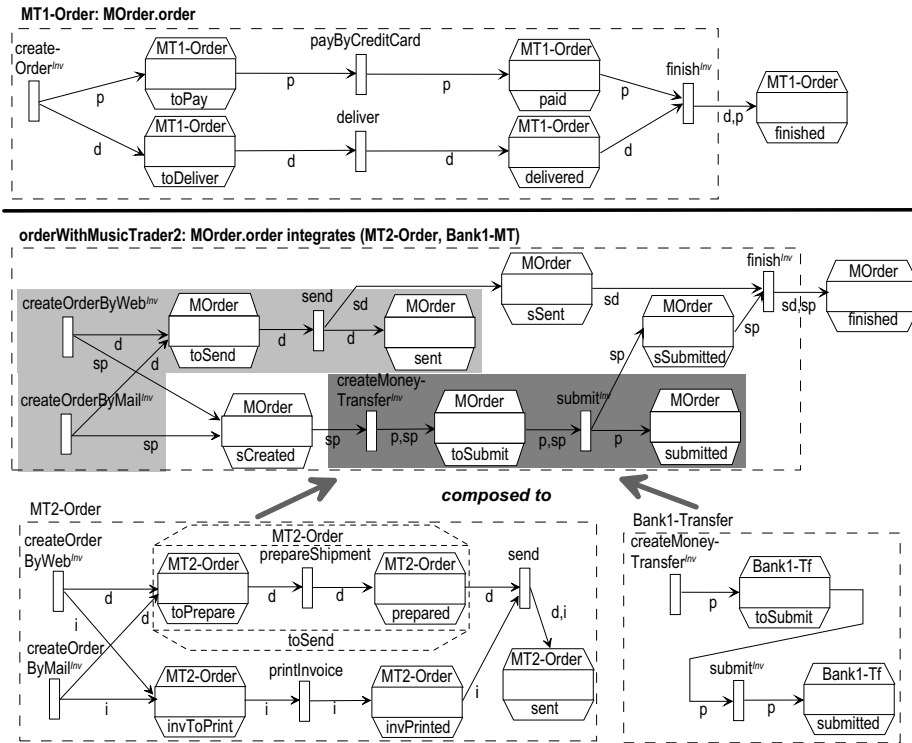 MT1-Order: MOrder.order
create-
Order^Inv
MT1-Order
toPay
payByCreditCard
MT1-Order
paid
finish^Inv
MT1-Order
finished
p
p
p
p
d,p
MT1-Order
toDeliver
deliver
MT1-Order
delivered
d
d
d
d
orderWithMusicTrader2: MOrder.order integrates (MT2-Order, Bank1-MT)
createOrderByWeb^Inv
MOrder
toSend
send
MOrder
sent
MOrder
sSent
finish^Inv
MOrder
finished
d
sp
d
d
sd
d
sd
sd,sp
MOrder
sSubmitted
sp
sp
createOrderByMail^Inv
MOrder
sCreated
createMoney-
Transfer^Inv
MOrder
toSubmit
submit^Inv
MOrder
submitted
sp
sp
p,sp
p,sp
p
composed to
MT2-Order
createOrder
ByWeb^Inv
MT2-Order
prepareShipment
MT2-Order
toPrepare
MT2-Order
prepared
toSend
send
d
d
d
d
d
d,i
i
createOrder
ByMail^Inv
MT2-Order
invToPrint
printInvoice
MT2-Order
invPrinted
MT2-Order
sent
i
i
i
i
Bank1-Transfer
createMoney-
Transfer^Inv
Bank1-Tf
toSubmit
p
submit^Inv
Bank1-Tf
submitted
p
p